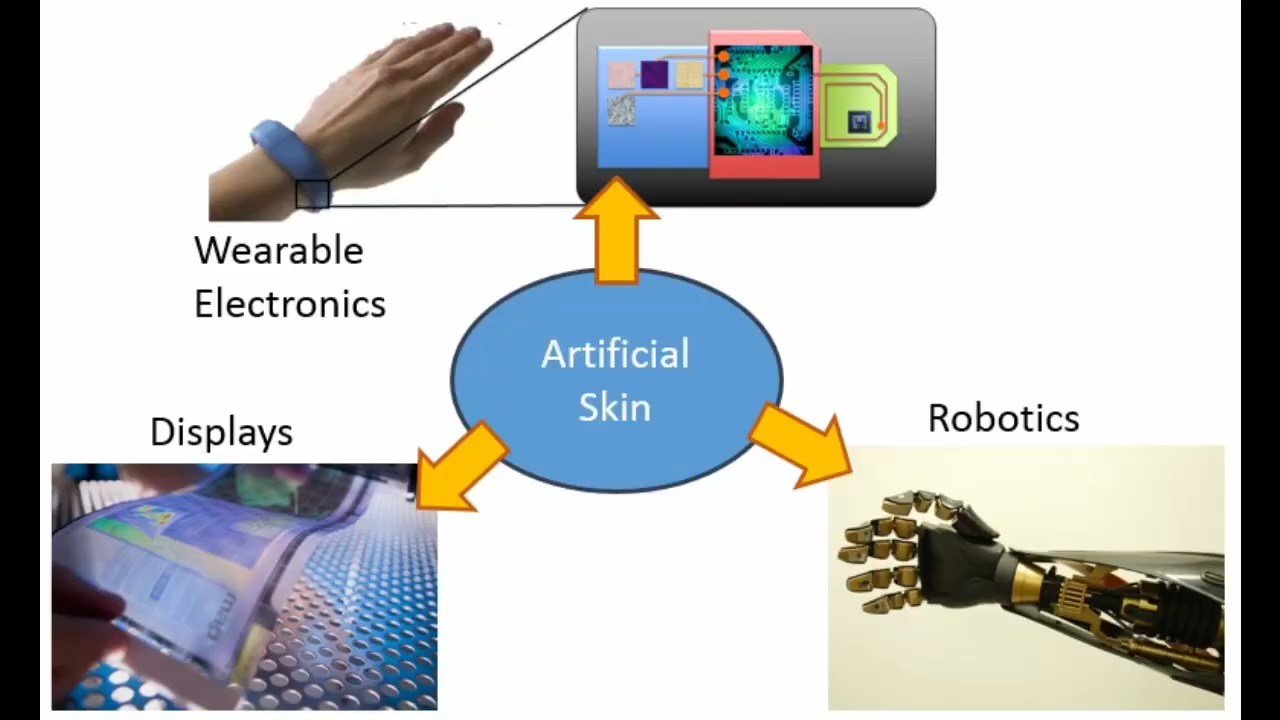 Wearable
Electronics
Artificial
Skin
Displays
Robotics